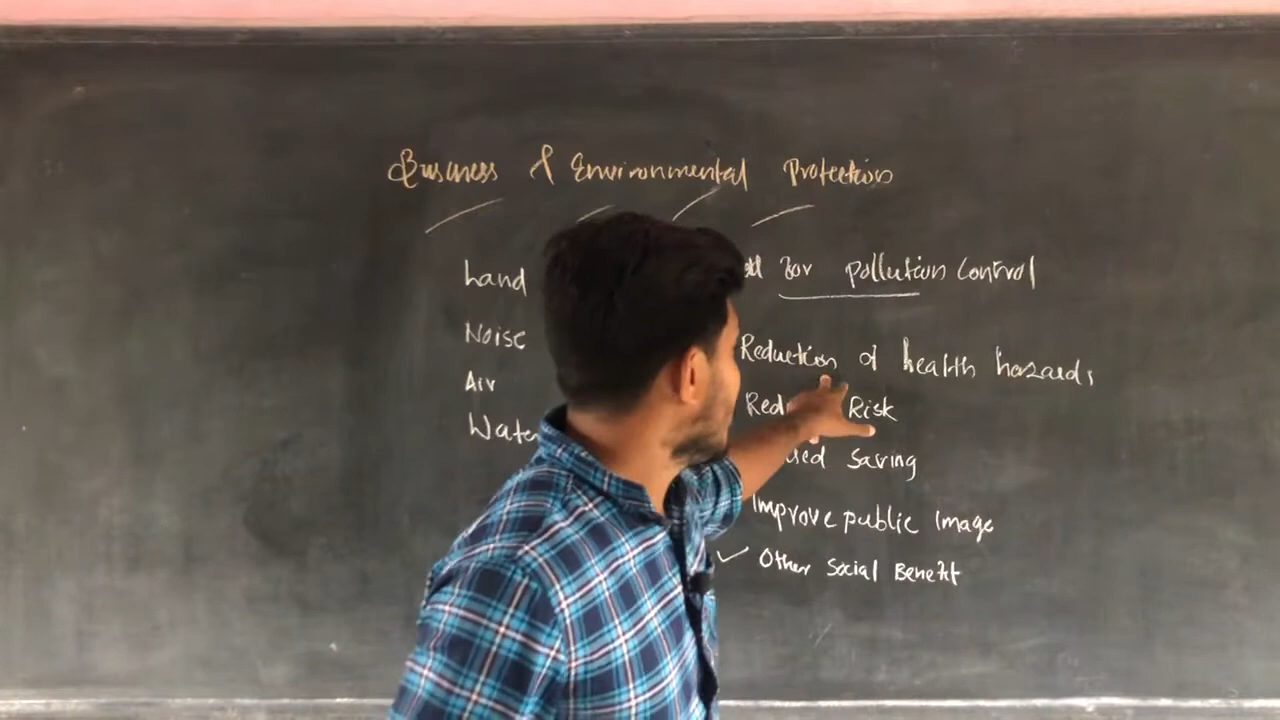 Business & Environmental Protection
Land
Noise
Air
Water
for pollution control
Reduction of health hazards
Risk
saving
Improve public Image
✓ Other Social Benefit